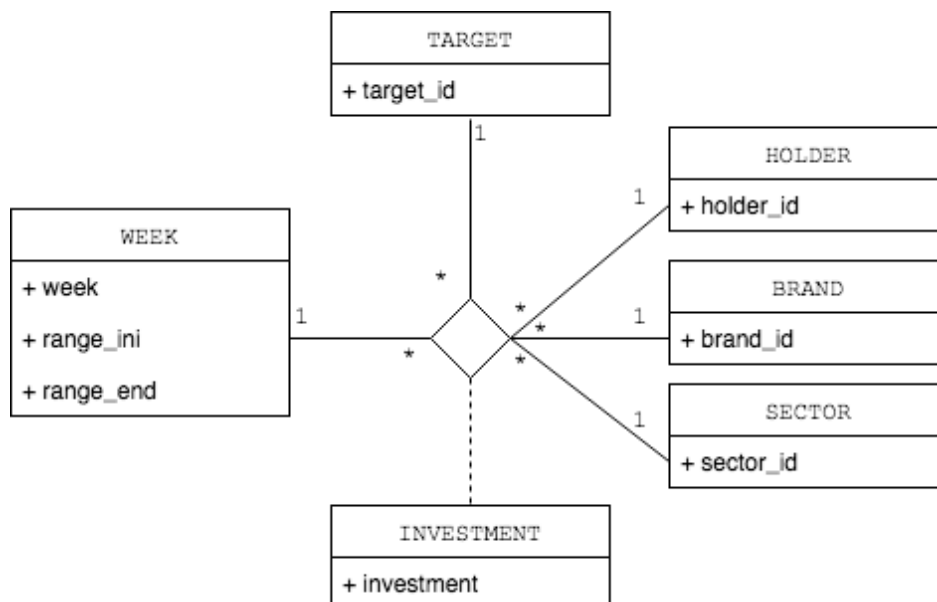 TARGET
+ target_id
1
HOLDER
+ holder_id
1
WEEK
+ week
+ range_ini
+ range_end
1
*
*
*
*
*
BRAND
+ brand_id
1
SECTOR
+ sector_id
1
INVESTMENT
+ investment